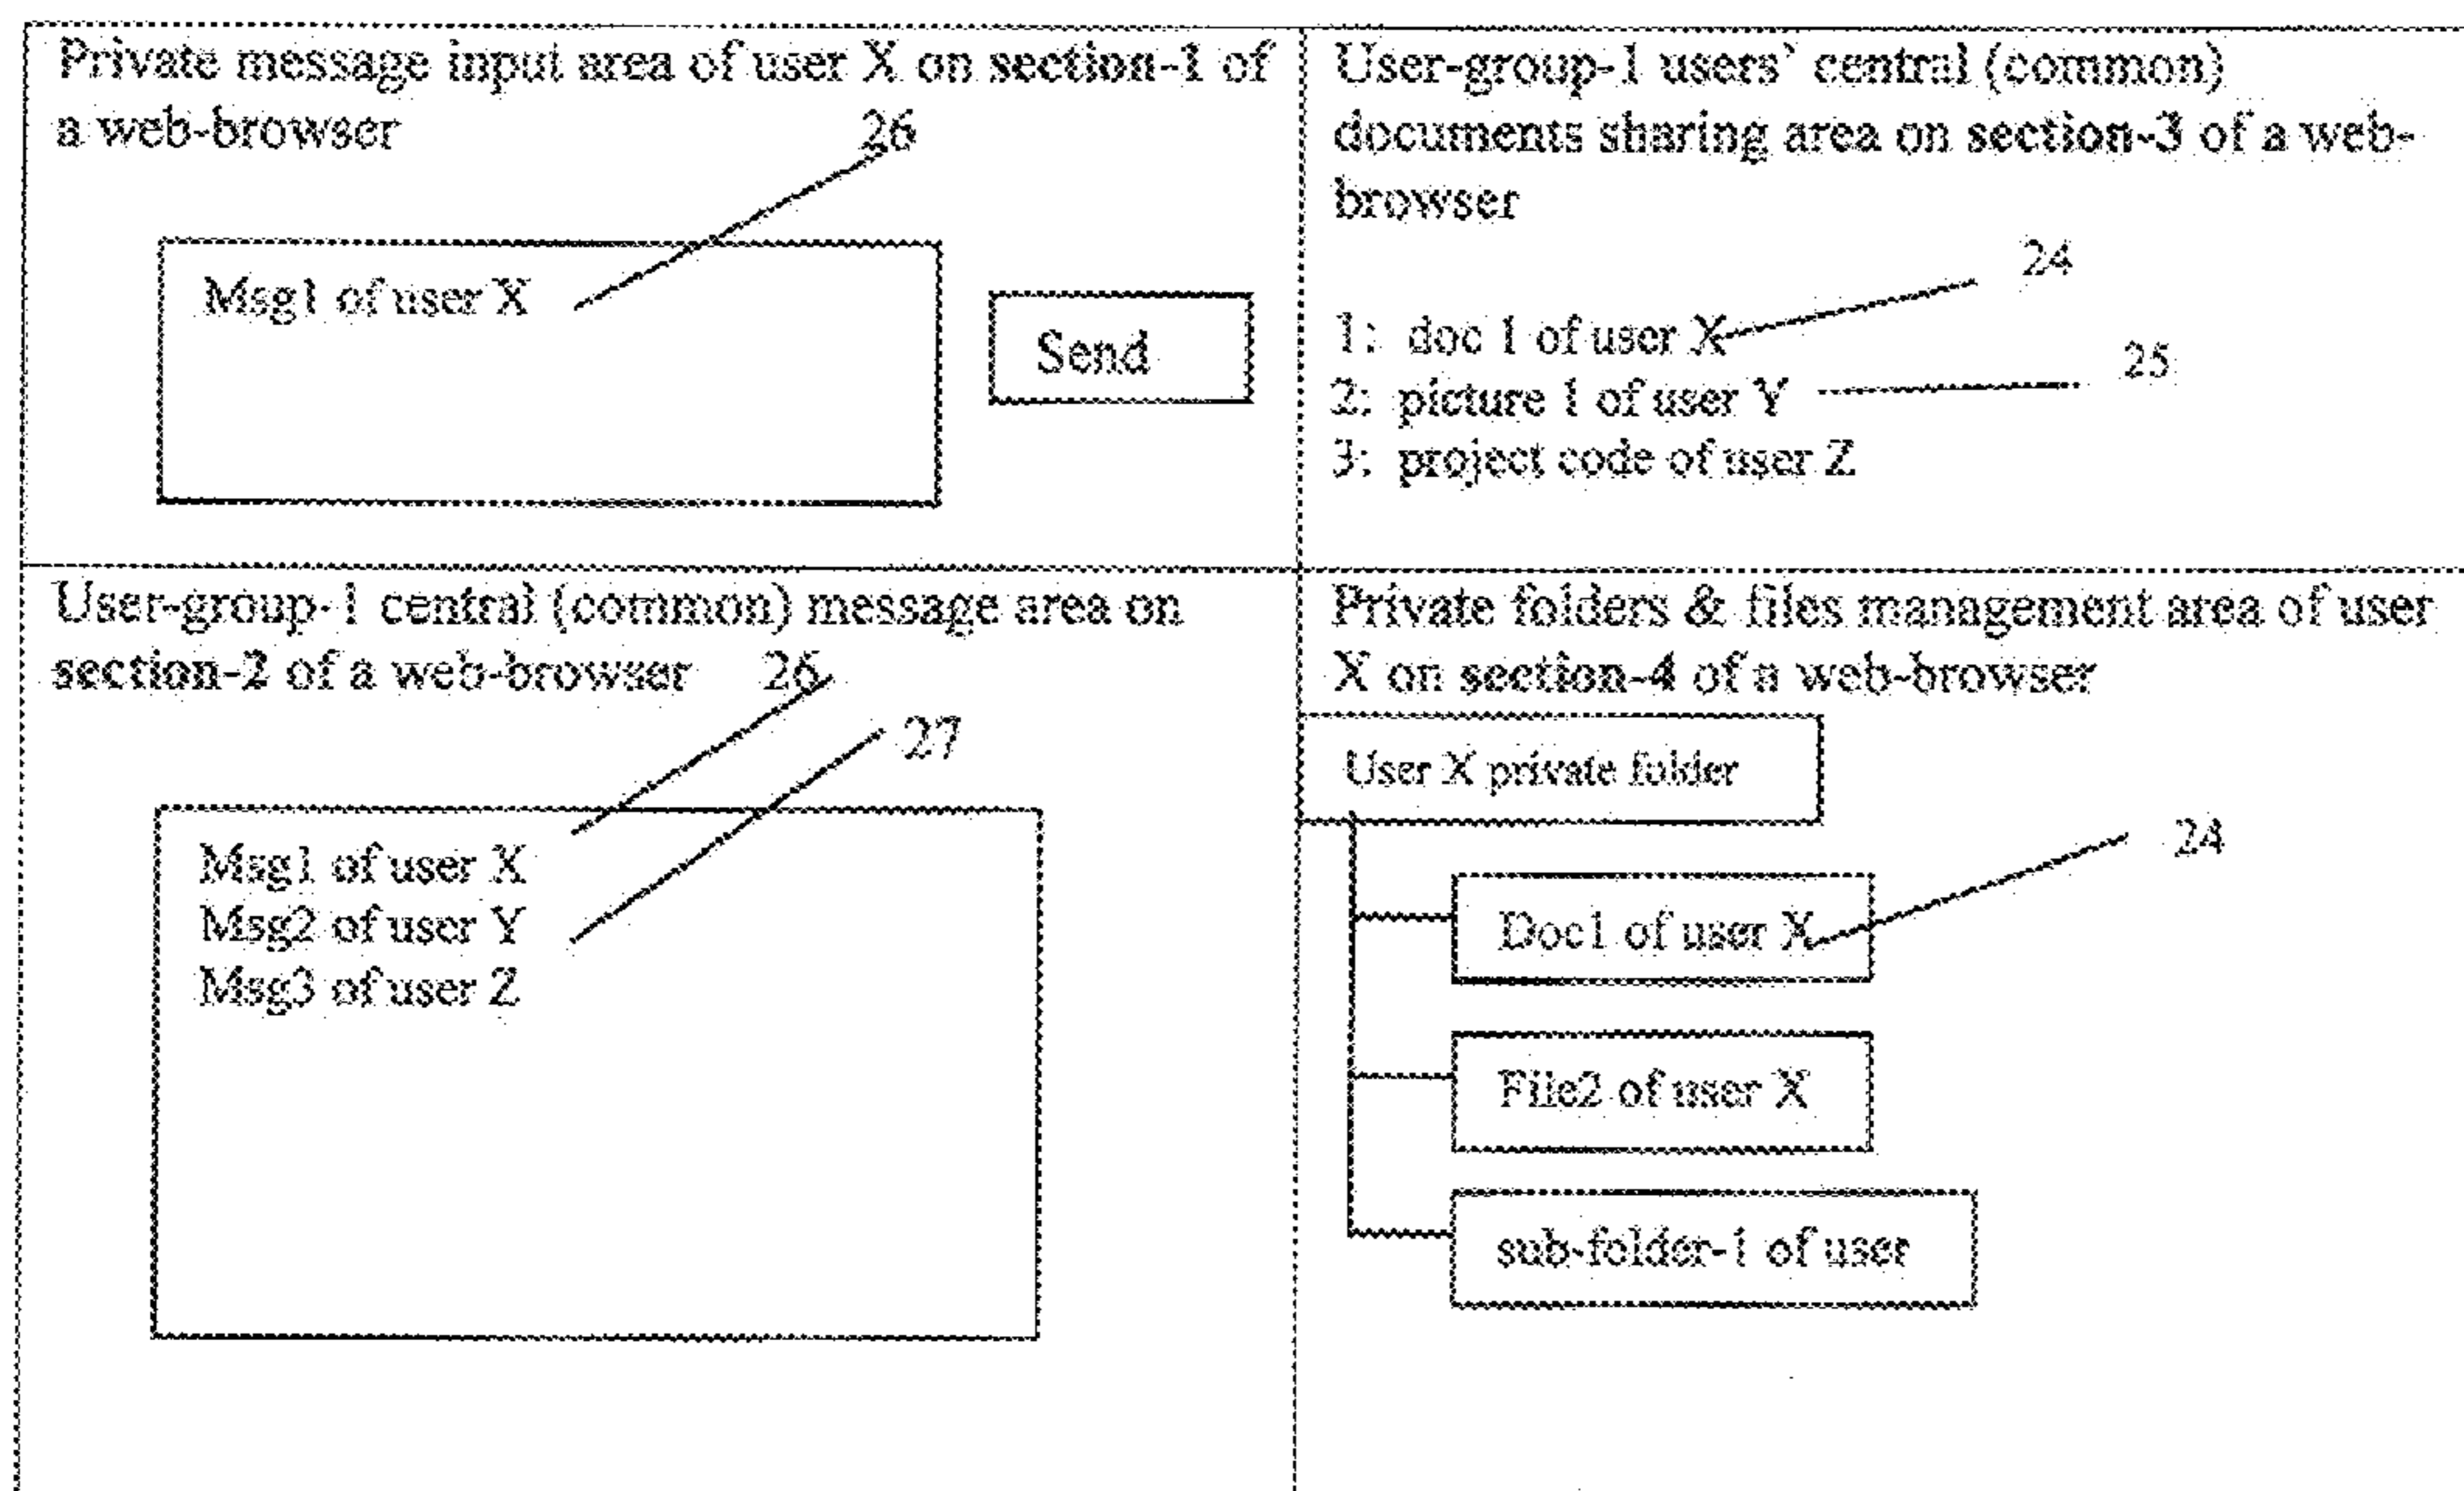 Private message input area of user X on section-1 of
a web-browser
26
Msg1 of user X
Send
User-group-1 users' central (common)
documents sharing area on section-3 of a web-
browser
24
1: doc 1 of user X
25
2: picture 1 of user Y
3: project code of user Z
User-group-1 central (common) message area on
section-2 of a web-browser 26
27
Msg1 of user X
Msg2 of user Y
Msg3 of user Z
Private folders & files management area of user
X on section-4 of a web-browser
User X private folder
24
Doc1 of user X
File2 of user X
sub-folder-1 of user